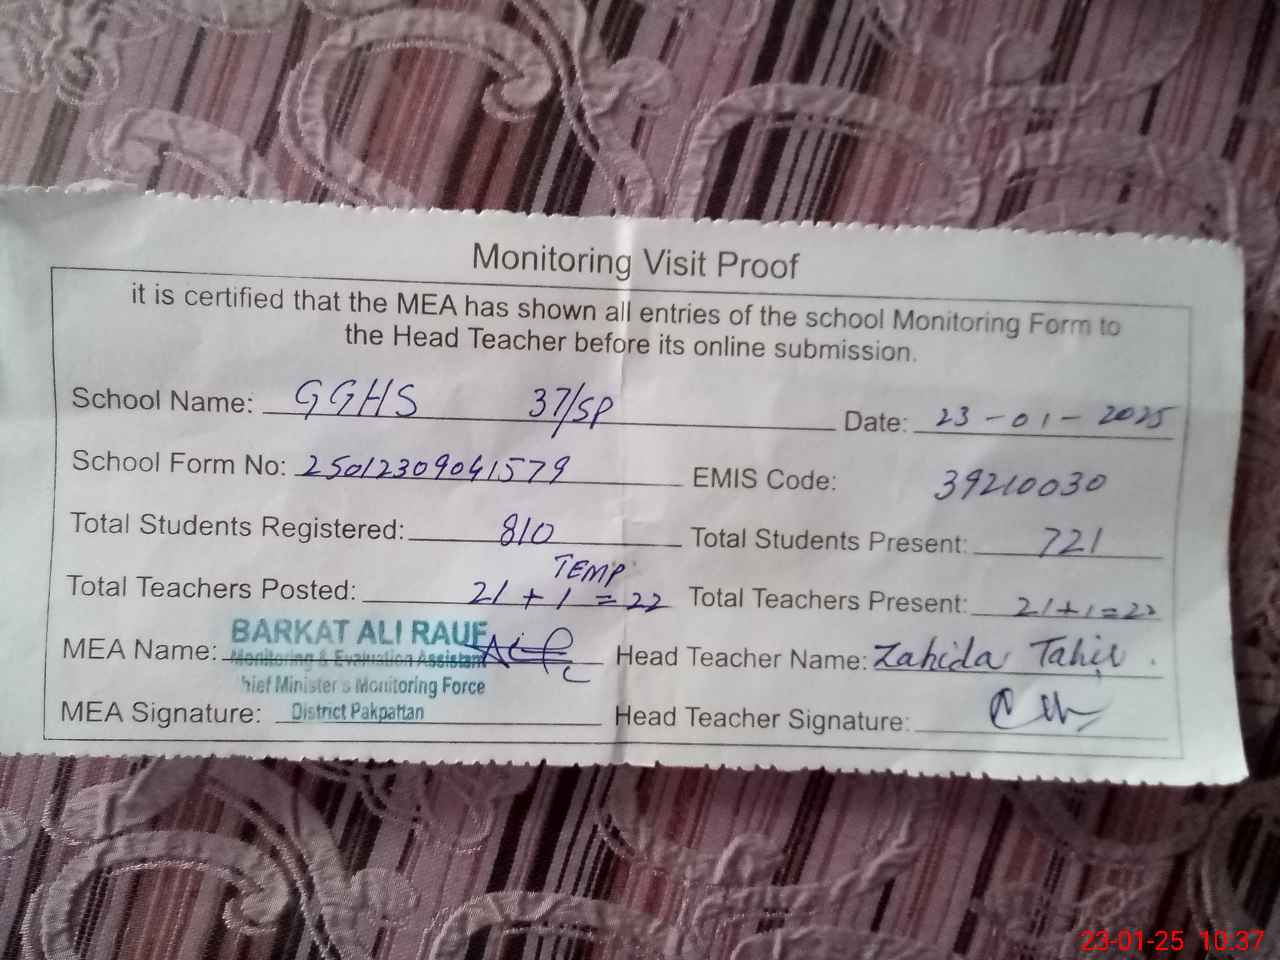 Monitoring Visit Proof
it is certified that the MEA has shown all entries of the school Monitoring Form to
the Head Teacher before its online submission.
School Name: GGHS 37/SP Date: 23-01-2025
School Form No: 25012309041579 EMIS Code: 39210030
Total Students Registered: 810 Total Students Present: 721
TEMP
Total Teachers Posted: 21+1=22 Total Teachers Present: 21+1=22
MEA Name: BARKAT ALI RAUF Head Teacher Name: Zahida Tahir.
Monitoring & Evaluation Assistant
hief Minister's Monitoring Force
MEA Signature: District Pakpattan Head Teacher Signature:
23-01-25 10:37